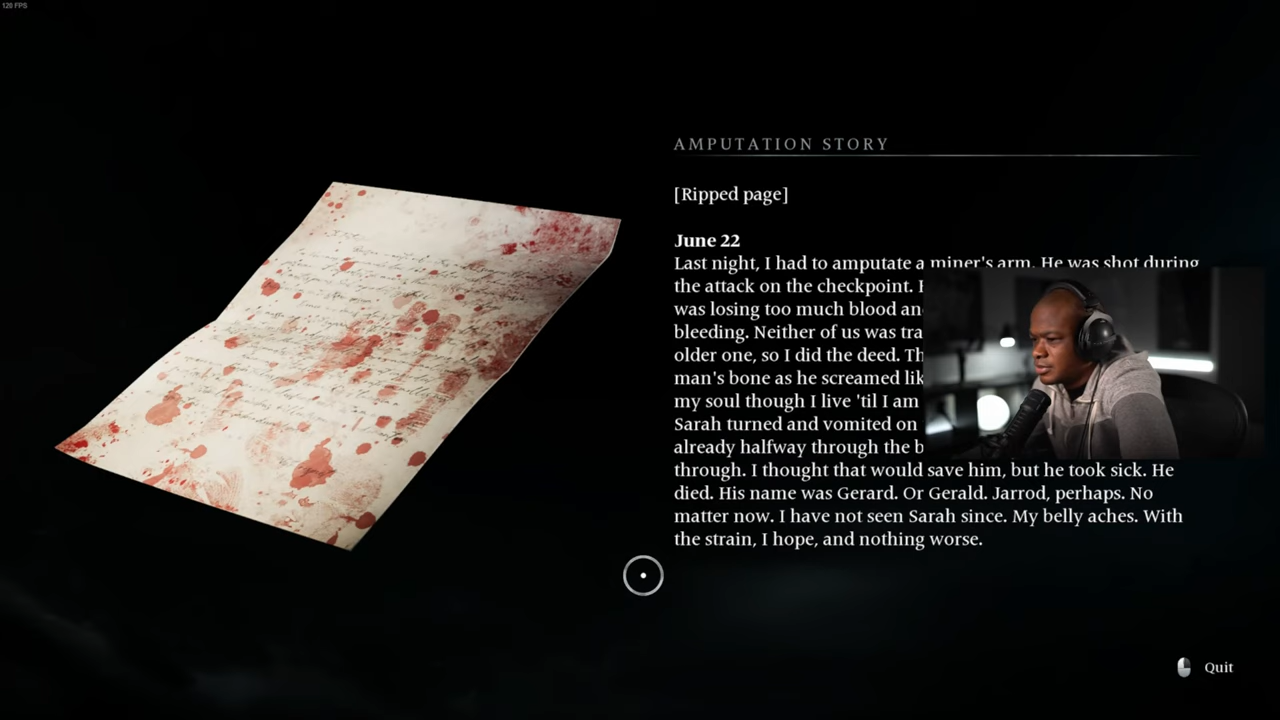 120 FPS
AMPUTATION STORY
[Ripped page]
June 22
Last night, I had to amputate a miner's arm. He was shot during
the attack on the checkpoint.
was losing too much blood
bleeding. Neither of us was
older one, so I did the deed.
man's bone as he screamed
my soul though I live 'til I am
Sarah turned and vomited on
already halfway through the
through. I thought that would save him, but he took sick. He
died. His name was Gerard. Or Gerald. Jarrod, perhaps. No
matter now. I have not seen Sarah since. My belly aches. With
the strain, I hope, and nothing worse.
Quit